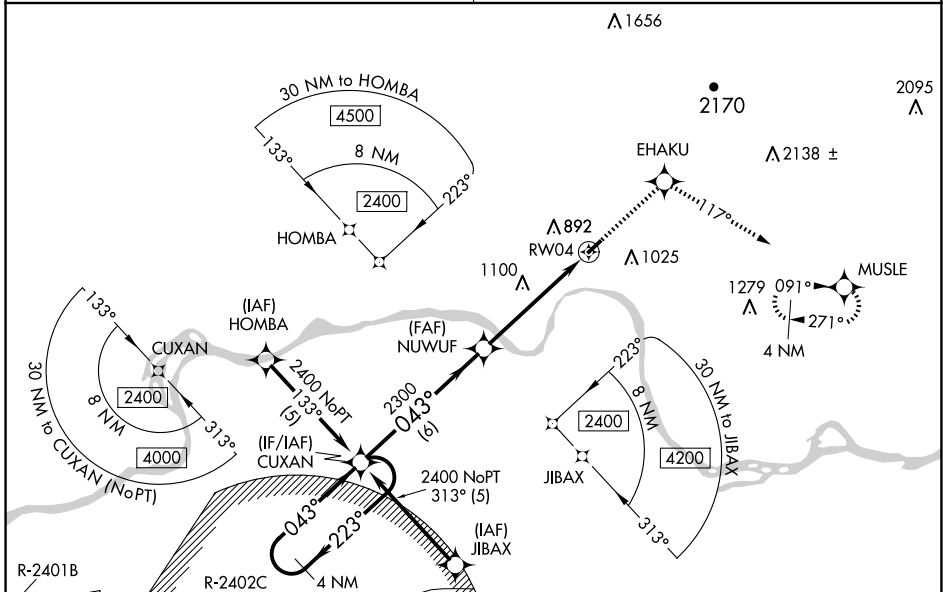 1656
30 NM to HOMBA
4500
2170
2095
133°
8 NM
EHAKU
2138 ±
2400
223°
117°
HOMBA
892
RW04
1025
MUSLE
1100
1279
091°
271°
4 NM
133°
(IAF)
HOMBA
(FAF)
NUWUF
CUXAN
2400 NoPT
133°
(5)
2300
043°
(6)
223°
30 NM to JIBAX
8 NM
2400
4200
JIBAX
313°
2400
8 NM
313°
4000
30 NM to CUXAN (NoPT)
(IF/IAF)
CUXAN
2400 NoPT
313° (5)
043°
223°
(IAF)
JIBAX
R-2401B
R-2402C
4 NM